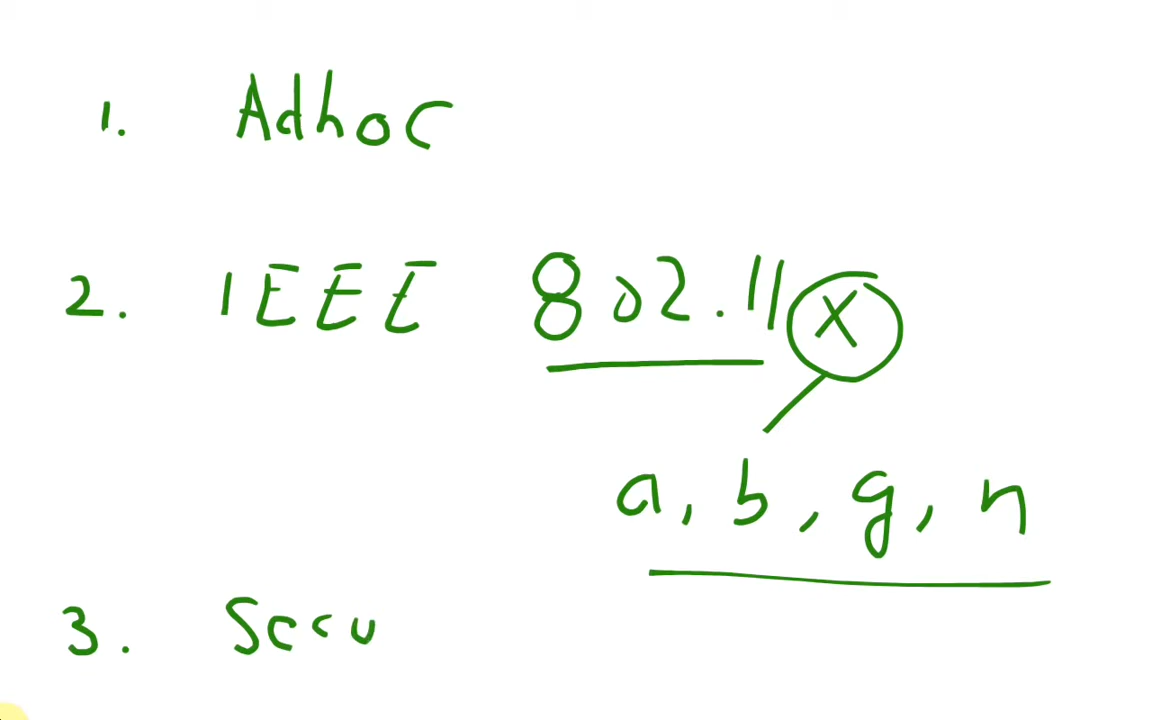 1. Adhoc
2. IEEE 802.11 X
a, b, g, n
3. Secu